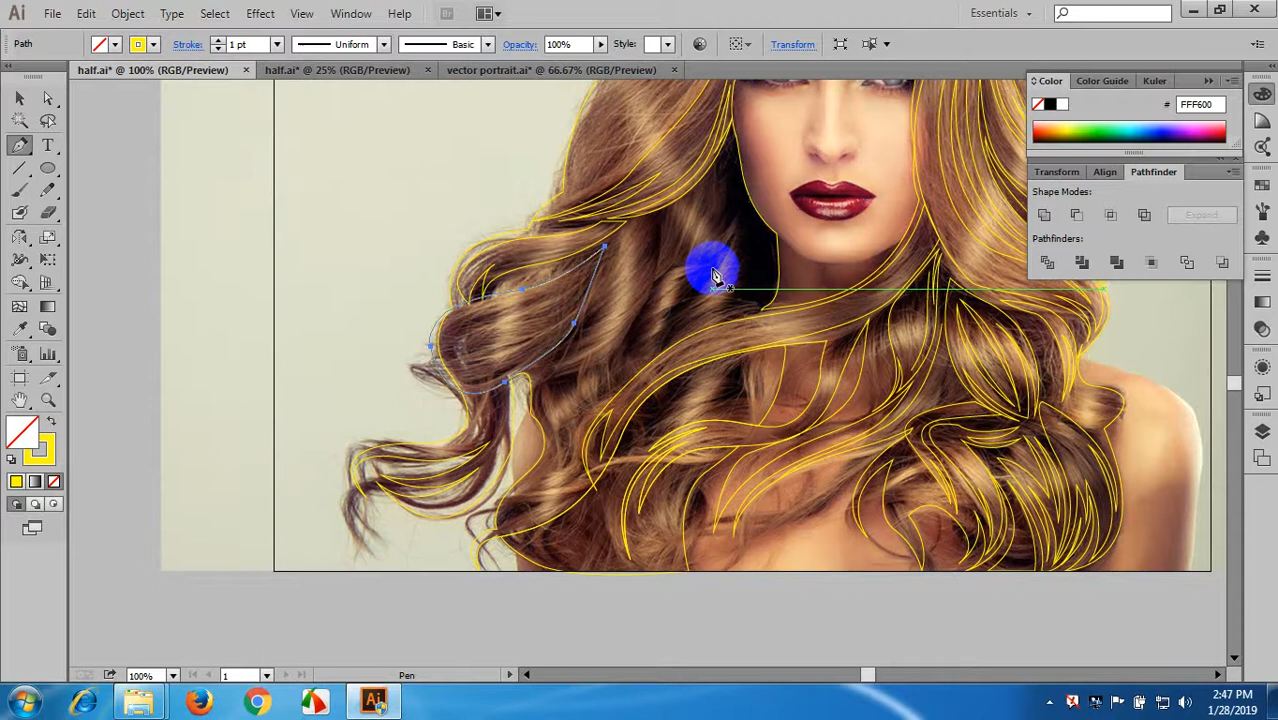 Ai File Edit Object Type Select Effect View Window Help Br Essentials
Path Stroke: 1 pt Uniform Basic Opacity: 100% Style: Transform
half.ai* @ 100% (RGB/Preview) half.ai* @ 25% (RGB/Preview) vector portrait.ai* @ 66.67% (RGB/Preview)
Color Color Guide Kuler
# FFF600
Transform Align Pathfinder
Shape Modes:
Expand
Pathfinders:
T
100% 1 Pen
Ai
2:47 PM
1/28/2019